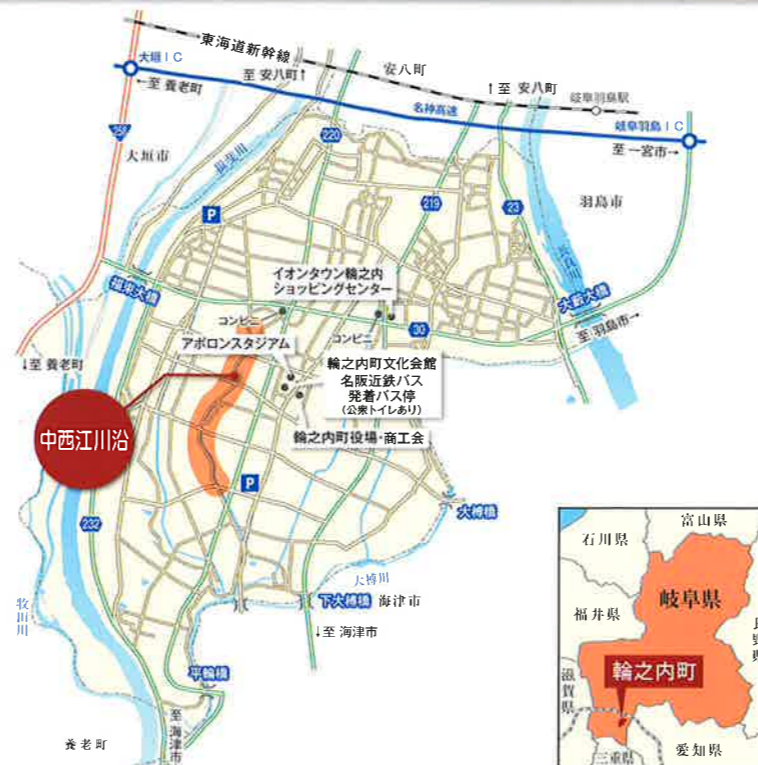 東海道新幹線
大垣IC
←至 養老町
至 安八町↑
安八町
↑至 安八町
岐阜羽島駅
名神高速
岐阜羽島IC
至 一宮市→
258
大垣市
揖斐川
220
219
23
羽島市
長良川
P
福束大橋
イオンタウン輪之内
ショッピングセンター
大藪大橋
コンビニ
コンビニ
30
至 羽島市→
アポロンスタジアム
↓至 養老町
輪之内町文化会館
名阪近鉄バス
発着バス停
(公衆トイレあり)
中西江川沿
輪之内町役場・商工会
P
232
大榑橋
大榑川
牧田川
下大榑橋
海津市
↓至 海津市
平輪橋
至 海津市
養老町
石川県
富山県
福井県
岐阜県
長野県
滋賀県
輪之内町
三重県
愛知県